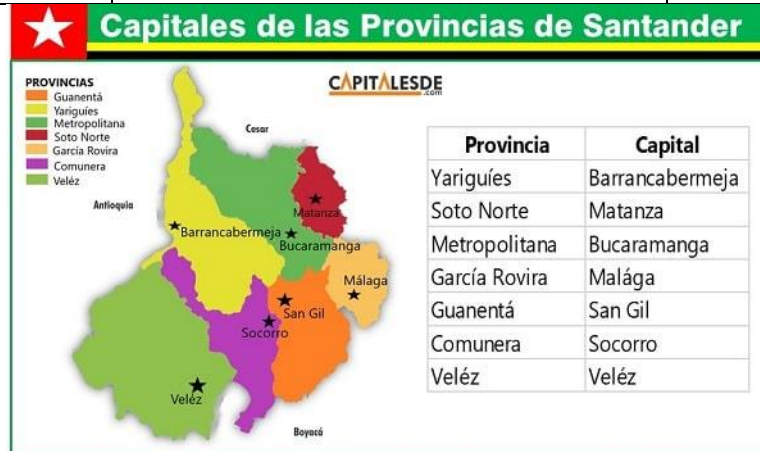 Capitales de las Provincias de Santander
PROVINCIAS
Guanentá
Yariguíes
Metropolitana
Soto Norte
García Rovira
Comunera
Veléz
CAPITALESDE
.com
Cesar
Antioquia
Matanza
Barrancabermeja
Bucaramanga
Málaga
San Gil
Socorro
Veléz
Boyacá
Provincia Capital
Yariguíes Barrancabermeja
Soto Norte Matanza
Metropolitana Bucaramanga
García Rovira Malága
Guanentá San Gil
Comunera Socorro
Veléz Veléz